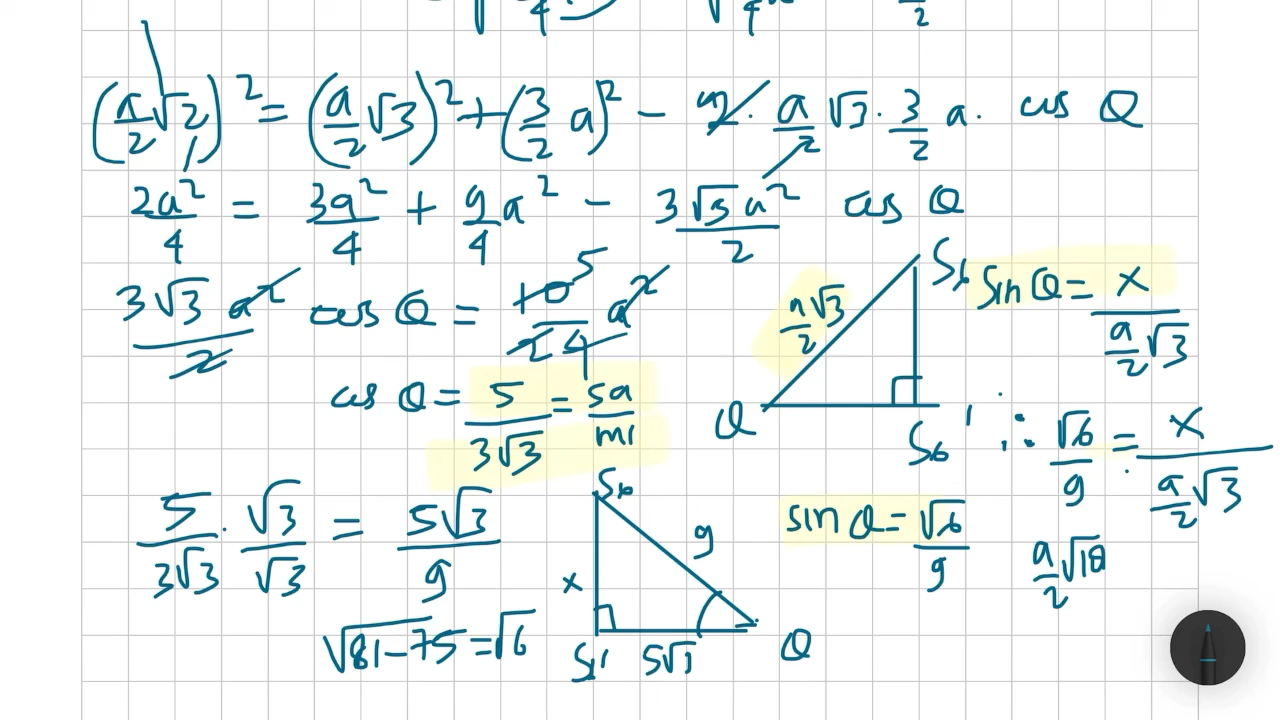 (a/2 √2)² = (a/2 √3)² + (3/2 a)² - 2 · a/2 √3 · 3/2 a · cos Q
2a²/4 = 3a²/4 + 9/4 a² - 3√3 a²/2 cos Q
3√3 a²/2 cos Q = 10 5/2 4 a²
cos Q = 5/3√3 = sa/mi
5/3√3 · √3/√3 = 5√3/9
√81-75 = √6
S6
9
x
S6'
5√3
Q
a/2 √3
S6
Q
S6'
sin Q = x / a/2 √3
∴ √6/9 = x / a/2 √3
sin Q = √6/9
a/2 √18